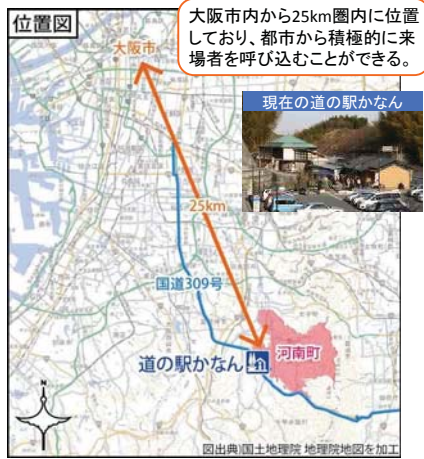 位置図
大阪市内から25km圏内に位置
しており、都市から積極的に来
場者を呼び込むことができる。
大阪市
現在の道の駅かなん
25km
国道309号
道の駅かなん
河南町
N
図出典)国土地理院 地理院地図を加工